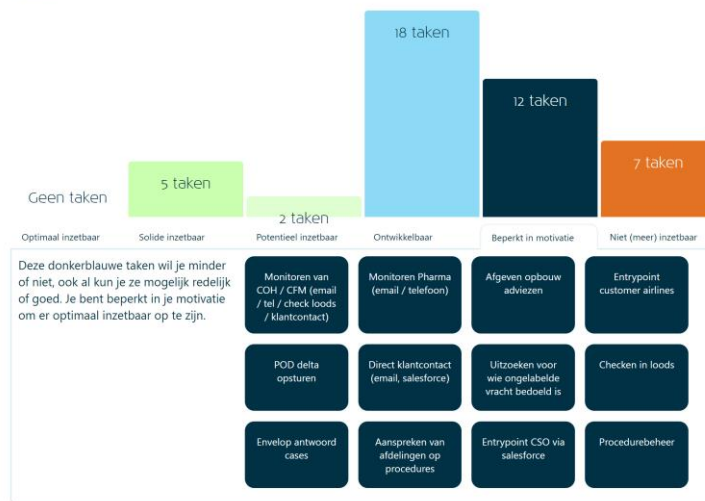 18 taken
12 taken
7 taken
5 taken
Geen taken
2 taken
Optimaal inzetbaar
Solide inzetbaar
Potentieel inzetbaar
Ontwikkelbaar
Beperkt in motivatie
Niet (meer) inzetbaar
Deze donkerblauwe taken wil je minder
of niet, ook al kun je ze mogelijk redelijk
of goed. Je bent beperkt in je motivatie
om er optimaal inzetbaar op te zijn.
Monitoren van
COH / CFM (email
/ tel / check loods
/ klantcontact)
Monitoren Pharma
(email / telefoon)
Afgeven opbouw
adviezen
Entrypoint
customer airlines
POD delta
opsturen
Direct klantcontact
(email, salesforce)
Uitzoeken voor
wie ongelabelde
vracht bedoeld is
Checken in loods
Envelop antwoord
cases
Aanspreken van
afdelingen op
procedures
Entrypoint CSO via
salesforce
Procedurebeheer